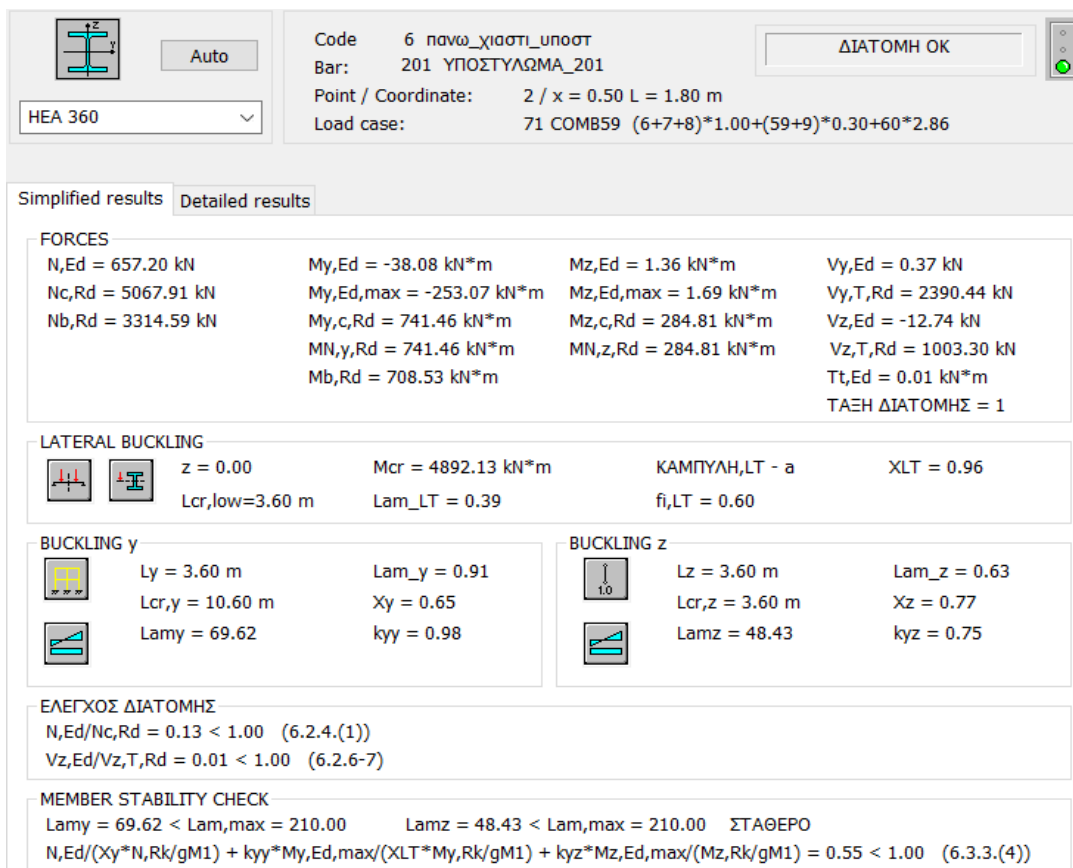 z
y
Auto
HEA 360
Code 6 πανω_χιαστι_υποστ
Bar: 201 ΥΠΟΣΤΥΛΩΜΑ_201
Point / Coordinate: 2 / x = 0.50 L = 1.80 m
Load case: 71 COMB59 (6+7+8)*1.00+(59+9)*0.30+60*2.86
ΔΙΑΤΟΜΗ OK
Simplified results Detailed results
FORCES
N,Ed = 657.20 kN My,Ed = -38.08 kN*m Mz,Ed = 1.36 kN*m Vy,Ed = 0.37 kN
Nc,Rd = 5067.91 kN My,Ed,max = -253.07 kN*m Mz,Ed,max = 1.69 kN*m Vy,T,Rd = 2390.44 kN
Nb,Rd = 3314.59 kN My,c,Rd = 741.46 kN*m Mz,c,Rd = 284.81 kN*m Vz,Ed = -12.74 kN
MN,y,Rd = 741.46 kN*m MN,z,Rd = 284.81 kN*m Vz,T,Rd = 1003.30 kN
Mb,Rd = 708.53 kN*m Tt,Ed = 0.01 kN*m
ΤΑΞΗ ΔΙΑΤΟΜΗΣ = 1
LATERAL BUCKLING
z = 0.00 Mcr = 4892.13 kN*m ΚΑΜΠΥΛΗ,LT - a XLT = 0.96
Lcr,low=3.60 m Lam_LT = 0.39 fi,LT = 0.60
BUCKLING y
Ly = 3.60 m Lam_y = 0.91
Lcr,y = 10.60 m Xy = 0.65
Lamy = 69.62 kyy = 0.98
BUCKLING z
1.0
Lz = 3.60 m Lam_z = 0.63
Lcr,z = 3.60 m Xz = 0.77
Lamz = 48.43 kyz = 0.75
ΕΛΕΓΧΟΣ ΔΙΑΤΟΜΗΣ
N,Ed/Nc,Rd = 0.13 < 1.00 (6.2.4.(1))
Vz,Ed/Vz,T,Rd = 0.01 < 1.00 (6.2.6-7)
MEMBER STABILITY CHECK
Lamy = 69.62 < Lam,max = 210.00 Lamz = 48.43 < Lam,max = 210.00 ΣΤΑΘΕΡΟ
N,Ed/(Xy*N,Rk/gM1) + kyy*My,Ed,max/(XLT*My,Rk/gM1) + kyz*Mz,Ed,max/(Mz,Rk/gM1) = 0.55 < 1.00 (6.3.3.(4))